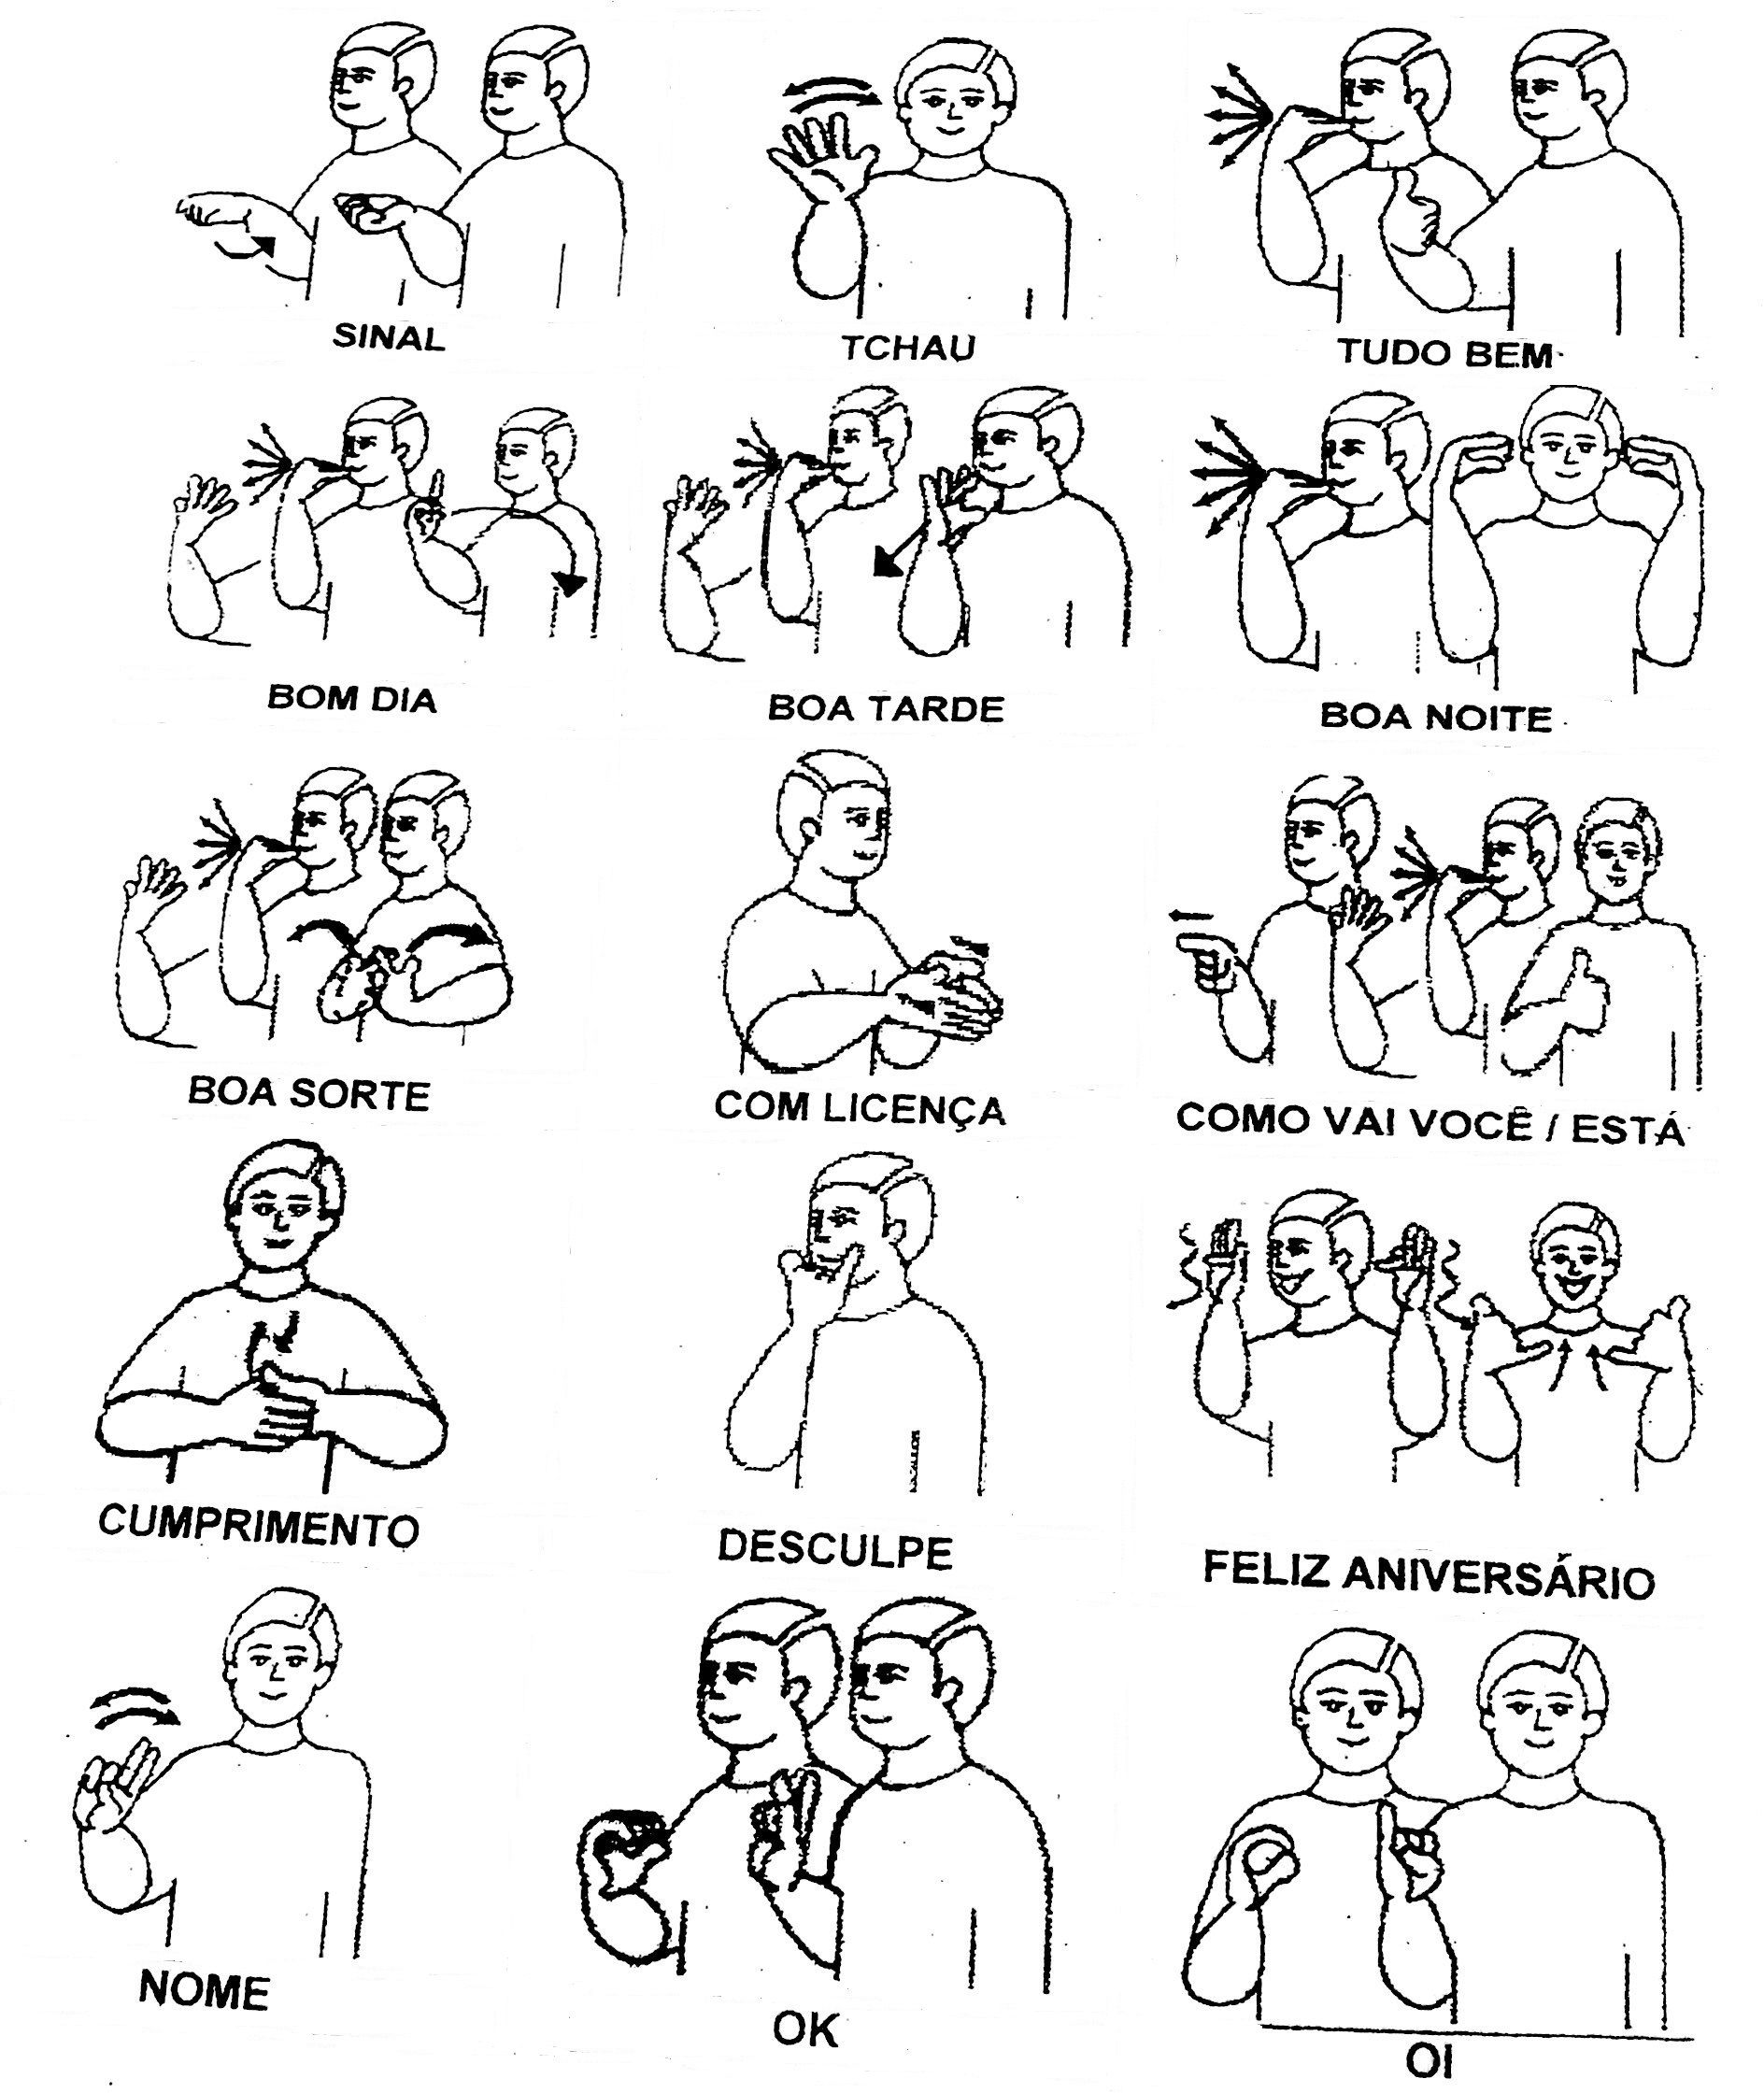 SINAL
TCHAU
TUDO BEM
BOM DIA
BOA TARDE
BOA NOITE
BOA SORTE
COM LICENÇA
COMO VAI VOCÊ / ESTÁ
CUMPRIMENTO
DESCULPE
FELIZ ANIVERSÁRIO
NOME
OK
OI